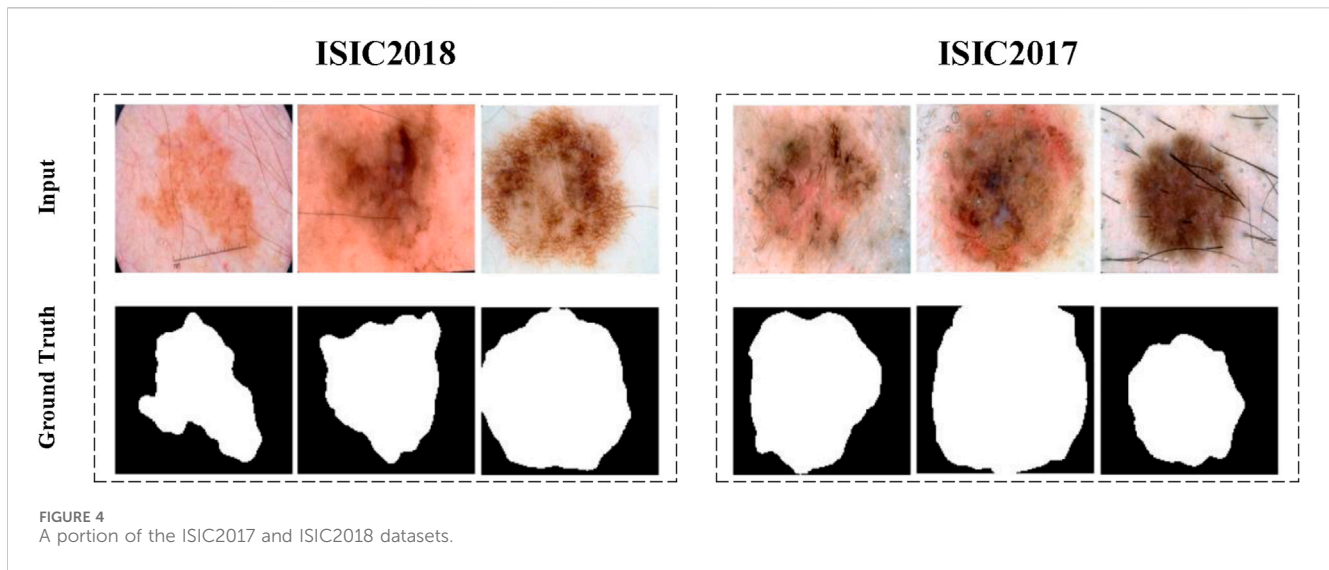 ISIC2018
ISIC2017
Input
Ground Truth
FIGURE 4
A portion of the ISIC2017 and ISIC2018 datasets.